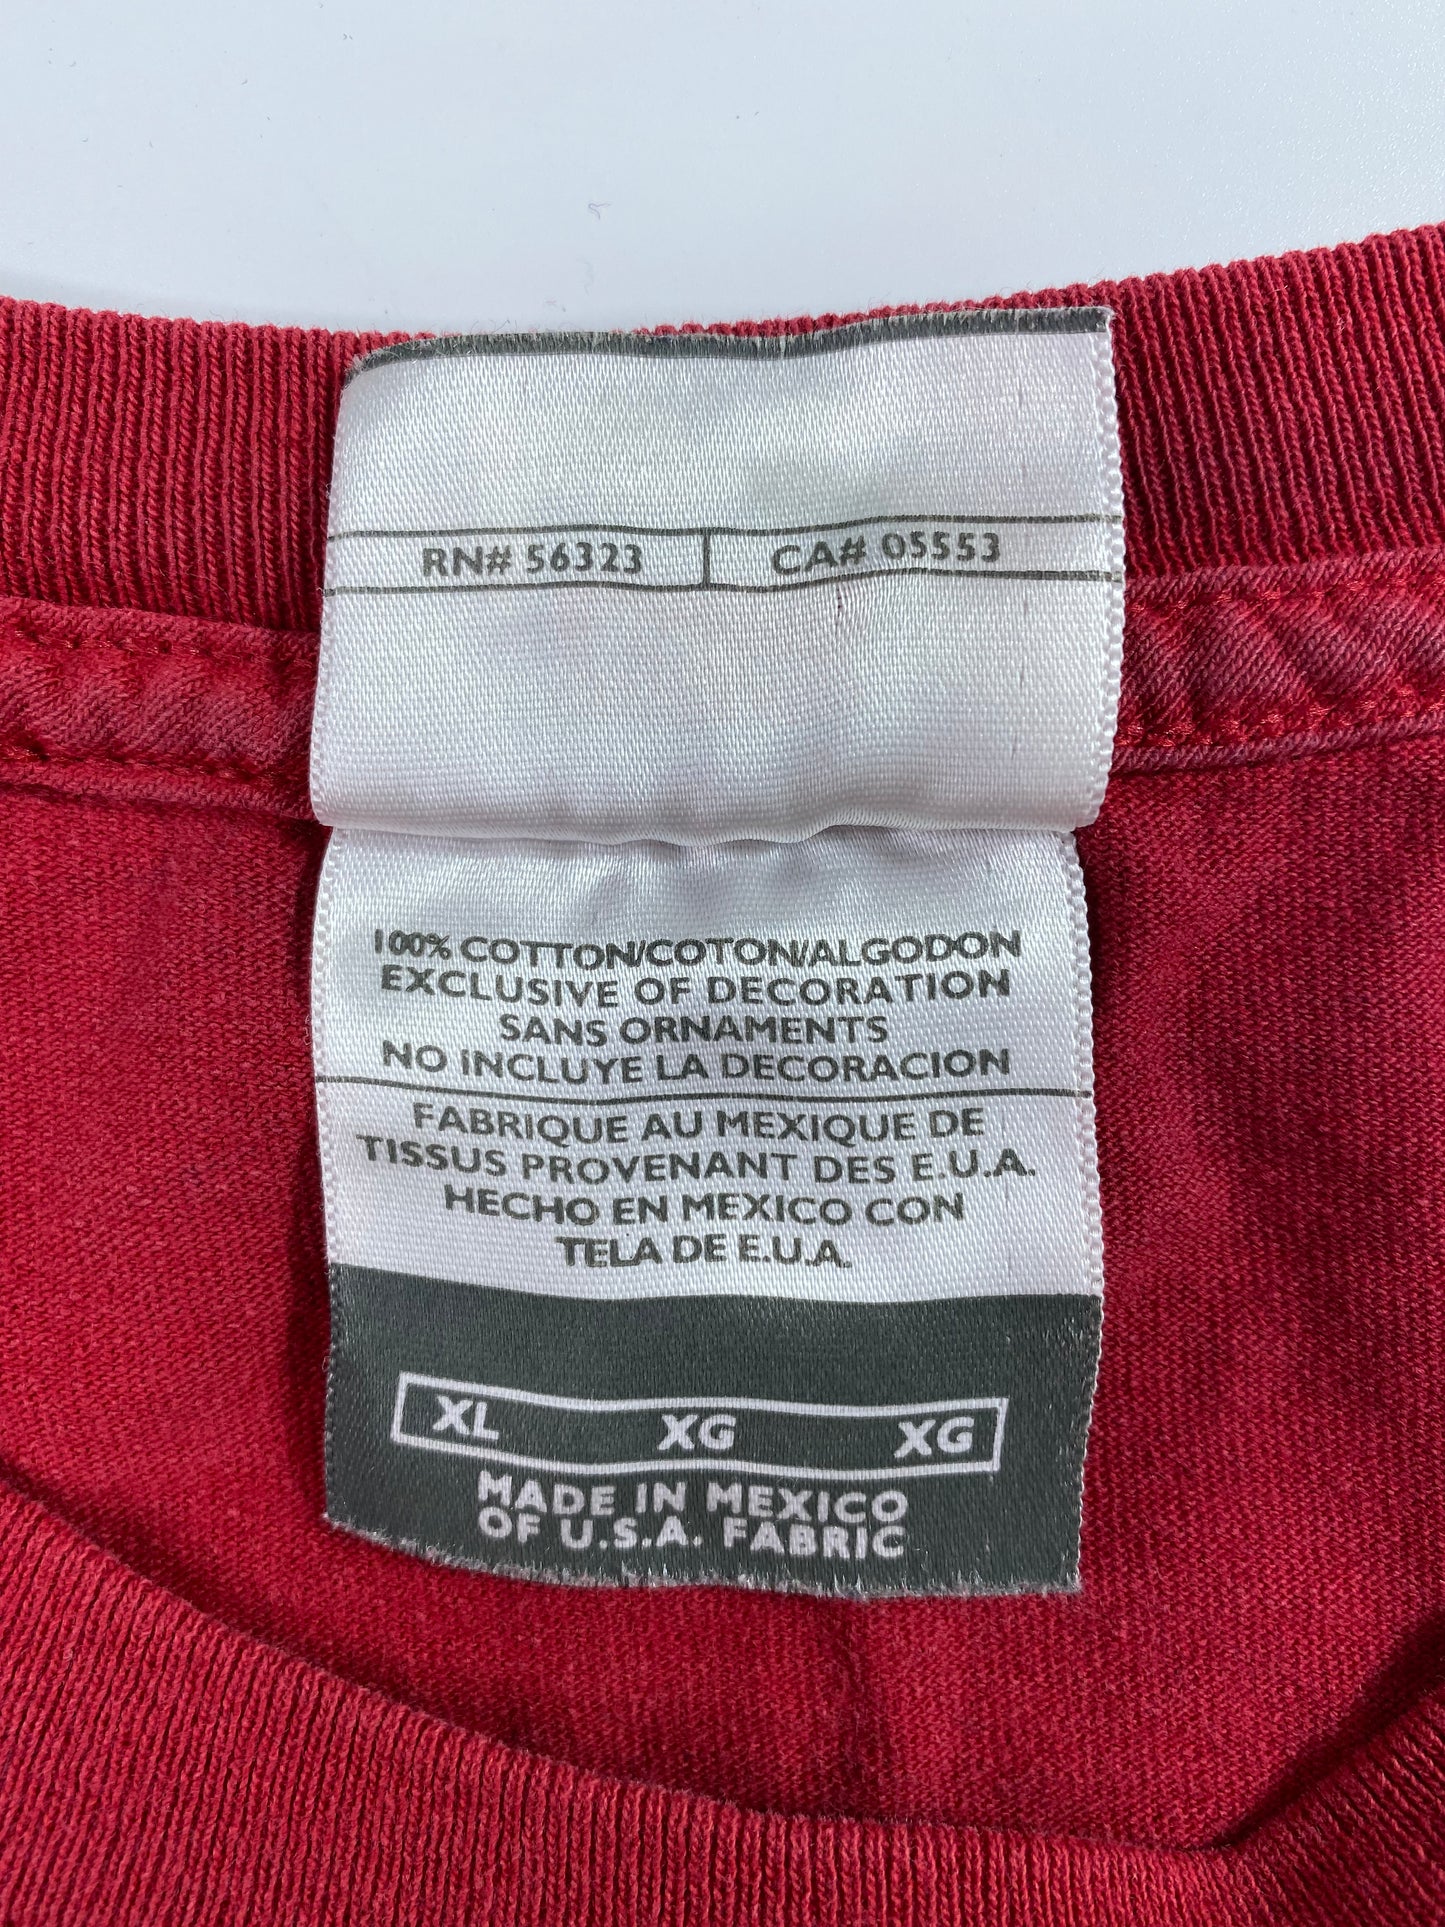 RN# 56323 CA# 05553
100% COTTON/COTON/ALGODON
EXCLUSIVE OF DECORATION
SANS ORNAMENTS
NO INCLUYE LA DECORACION
FABRIQUE AU MEXIQUE DE
TISSUS PROVENANT DES E.U.A.
HECHO EN MEXICO CON
TELA DE E.U.A.
XL XG XG
MADE IN MEXICO
OF U.S.A. FABRIC